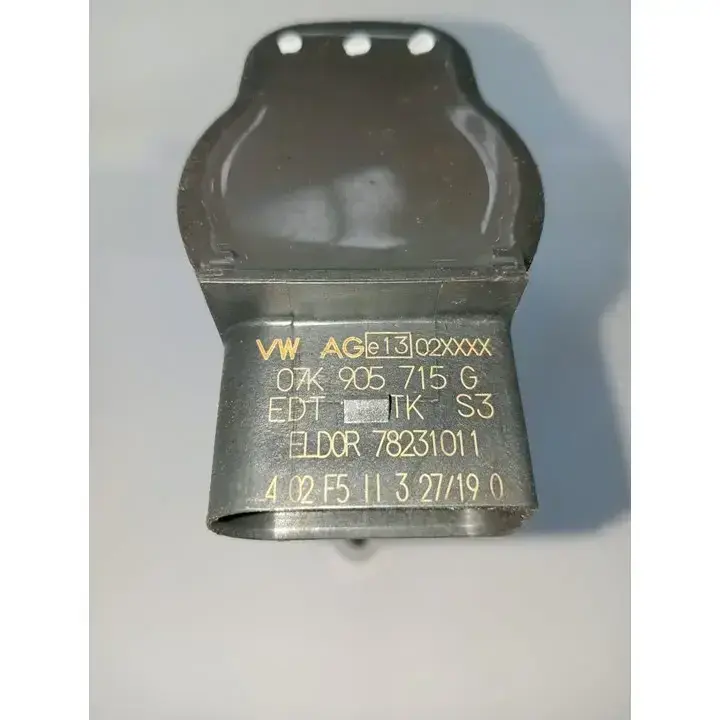 VW AG e13 02XXXX
07K 905 715 G
EDT TK S3
ELDOR 78231011
4 02 F5 11 3 27/19 0